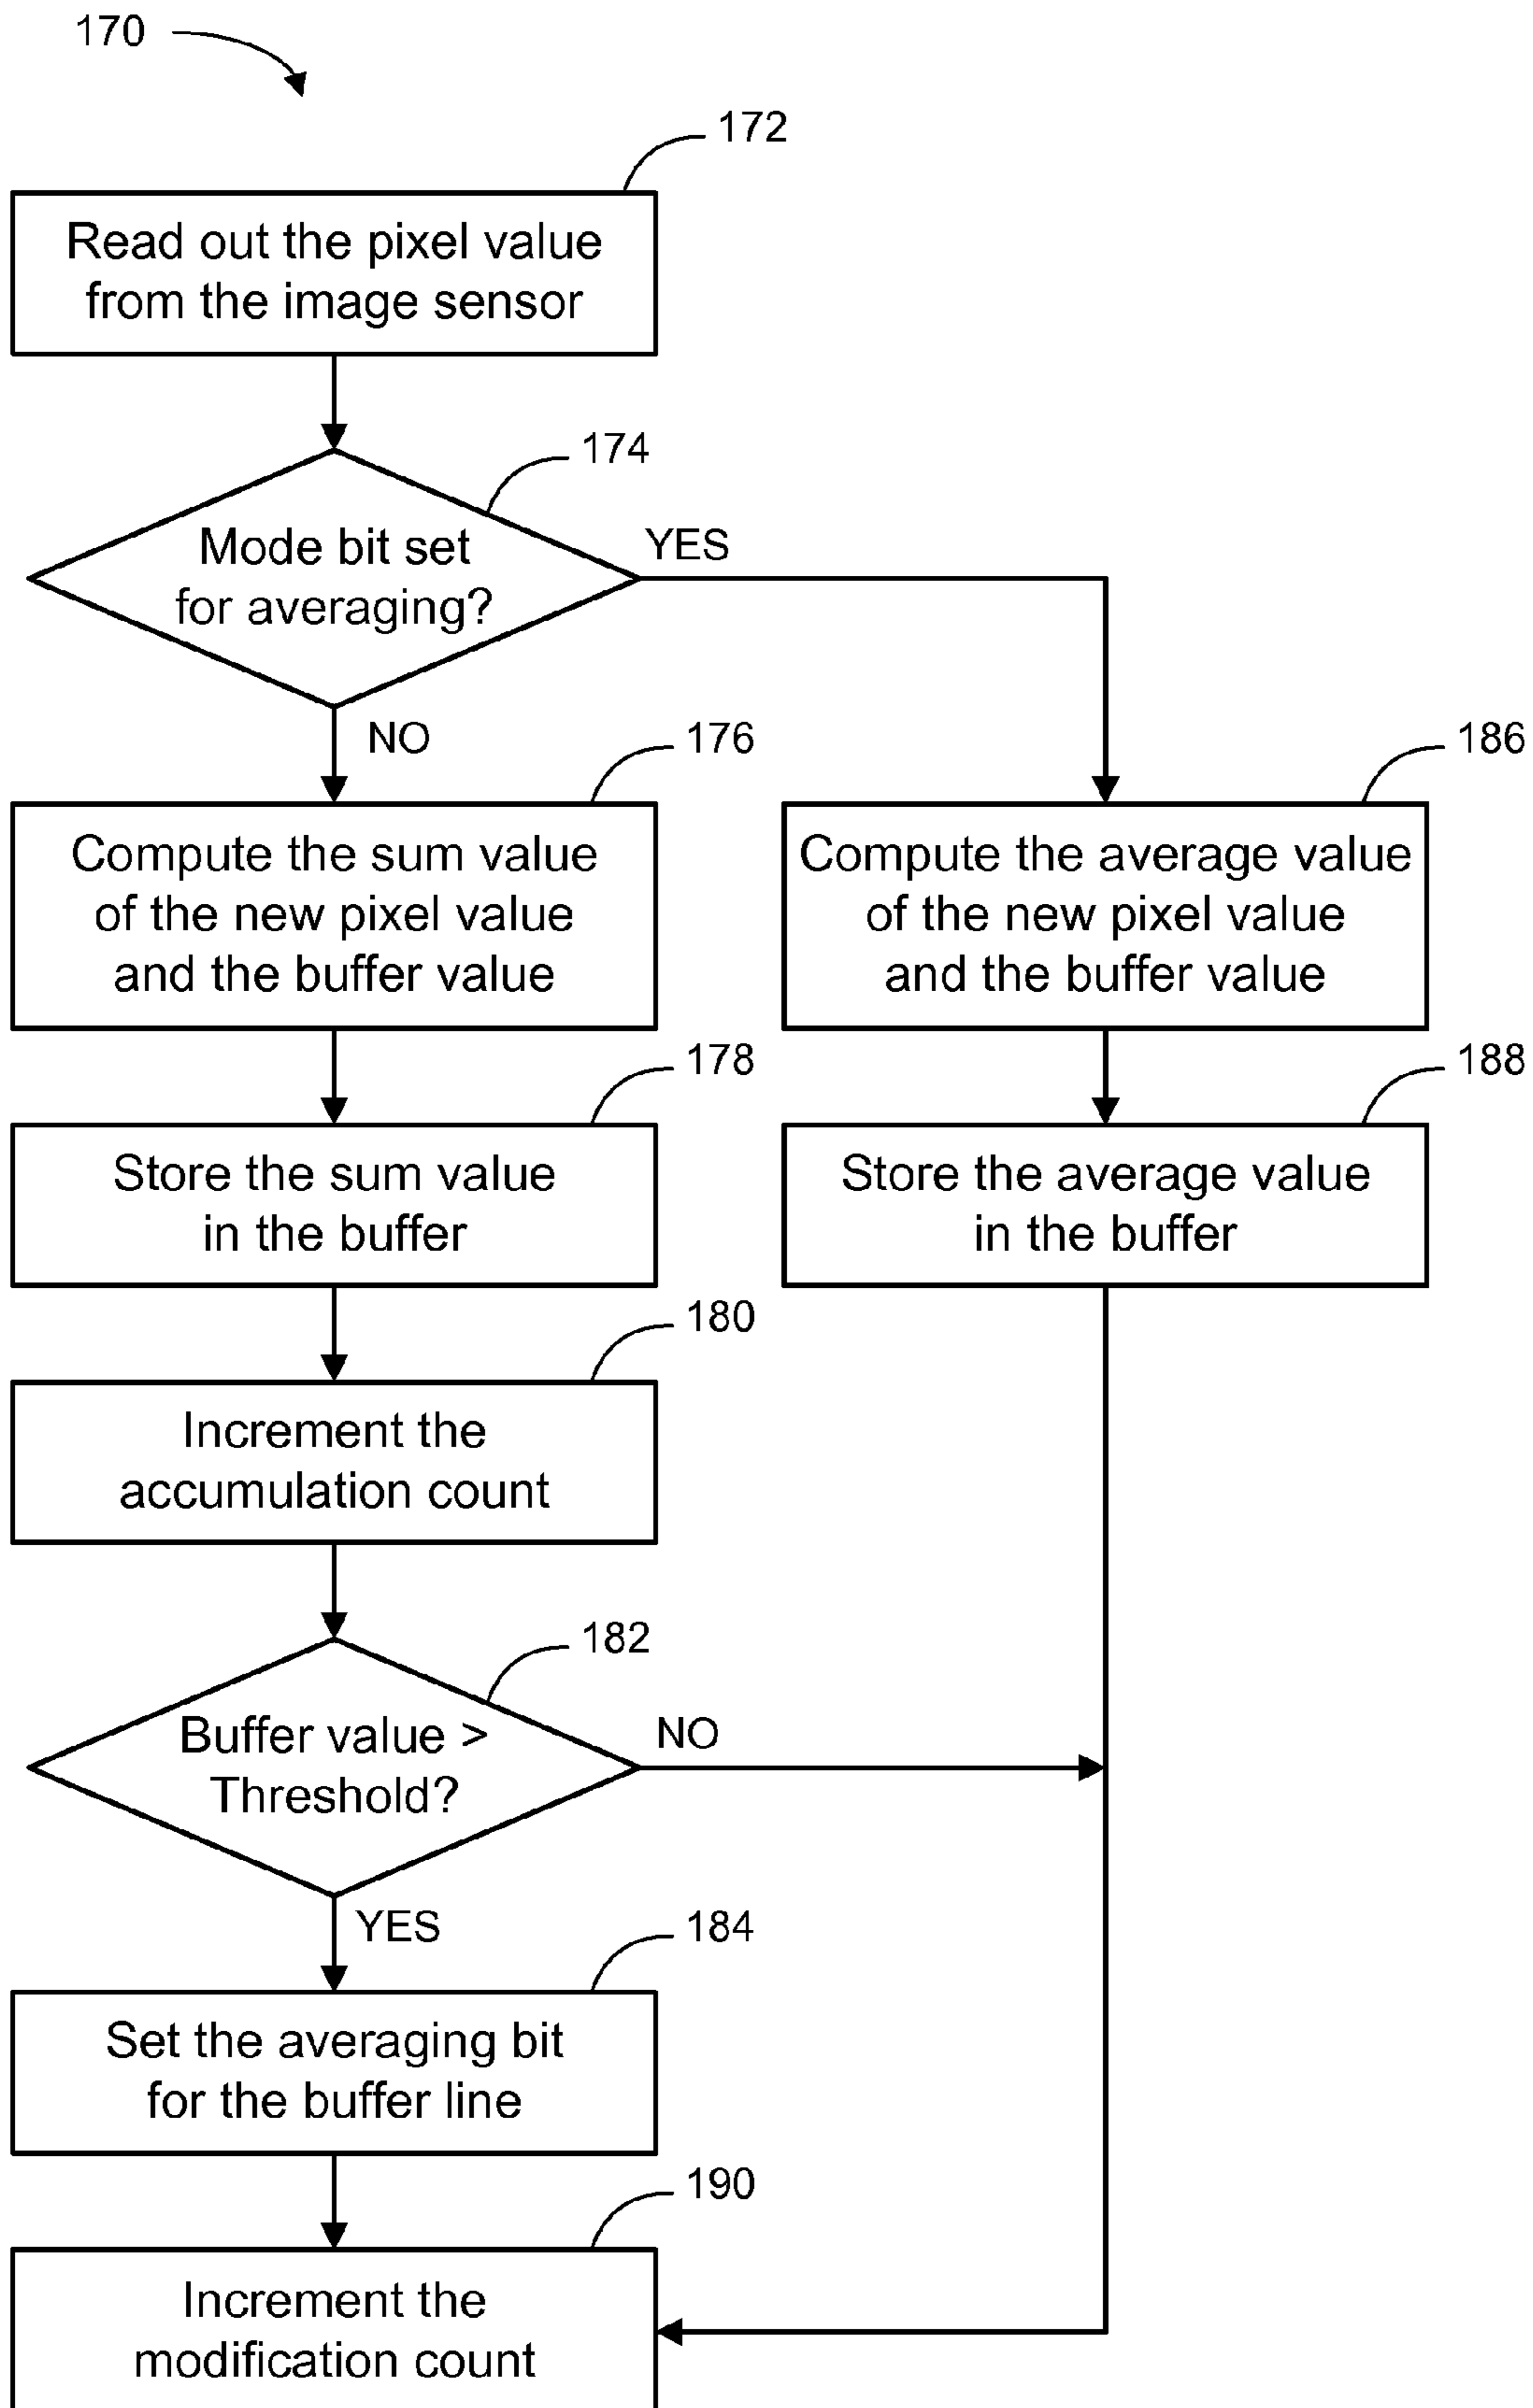 170
172
Read out the pixel value
from the image sensor
174
Mode bit set
for averaging?
YES
NO
176
Compute the sum value
of the new pixel value
and the buffer value
186
Compute the average value
of the new pixel value
and the buffer value
178
Store the sum value
in the buffer
188
Store the average value
in the buffer
180
Increment the
accumulation count
182
Buffer value >
Threshold?
NO
YES
184
Set the averaging bit
for the buffer line
190
Increment the
modification count